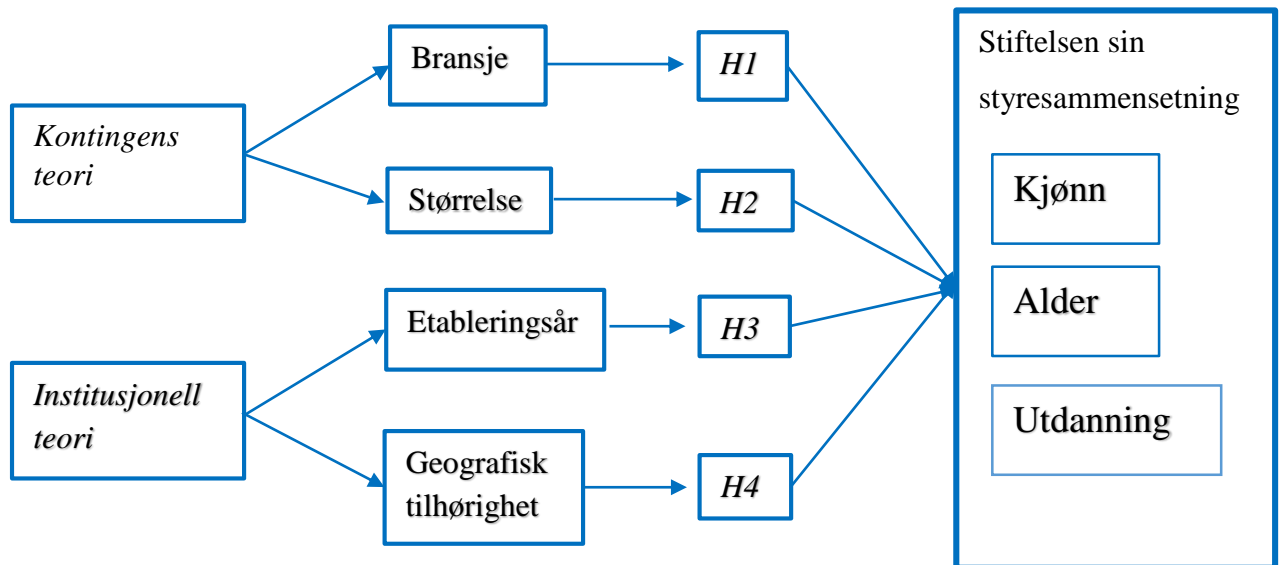 Kontingens
teori
Bransje
H1
Størrelse
H2
Institusjonell
teori
Etableringsår
H3
Geografisk
tilhørighet
H4
Stiftelsen sin
styresammensetning
Kjønn
Alder
Utdanning